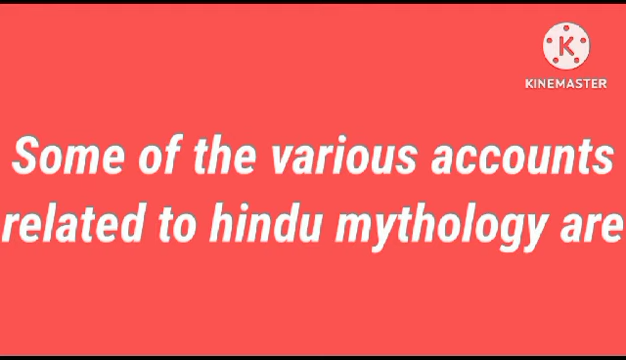 K
KINEMASTER
Some of the various accounts
related to hindu mythology are